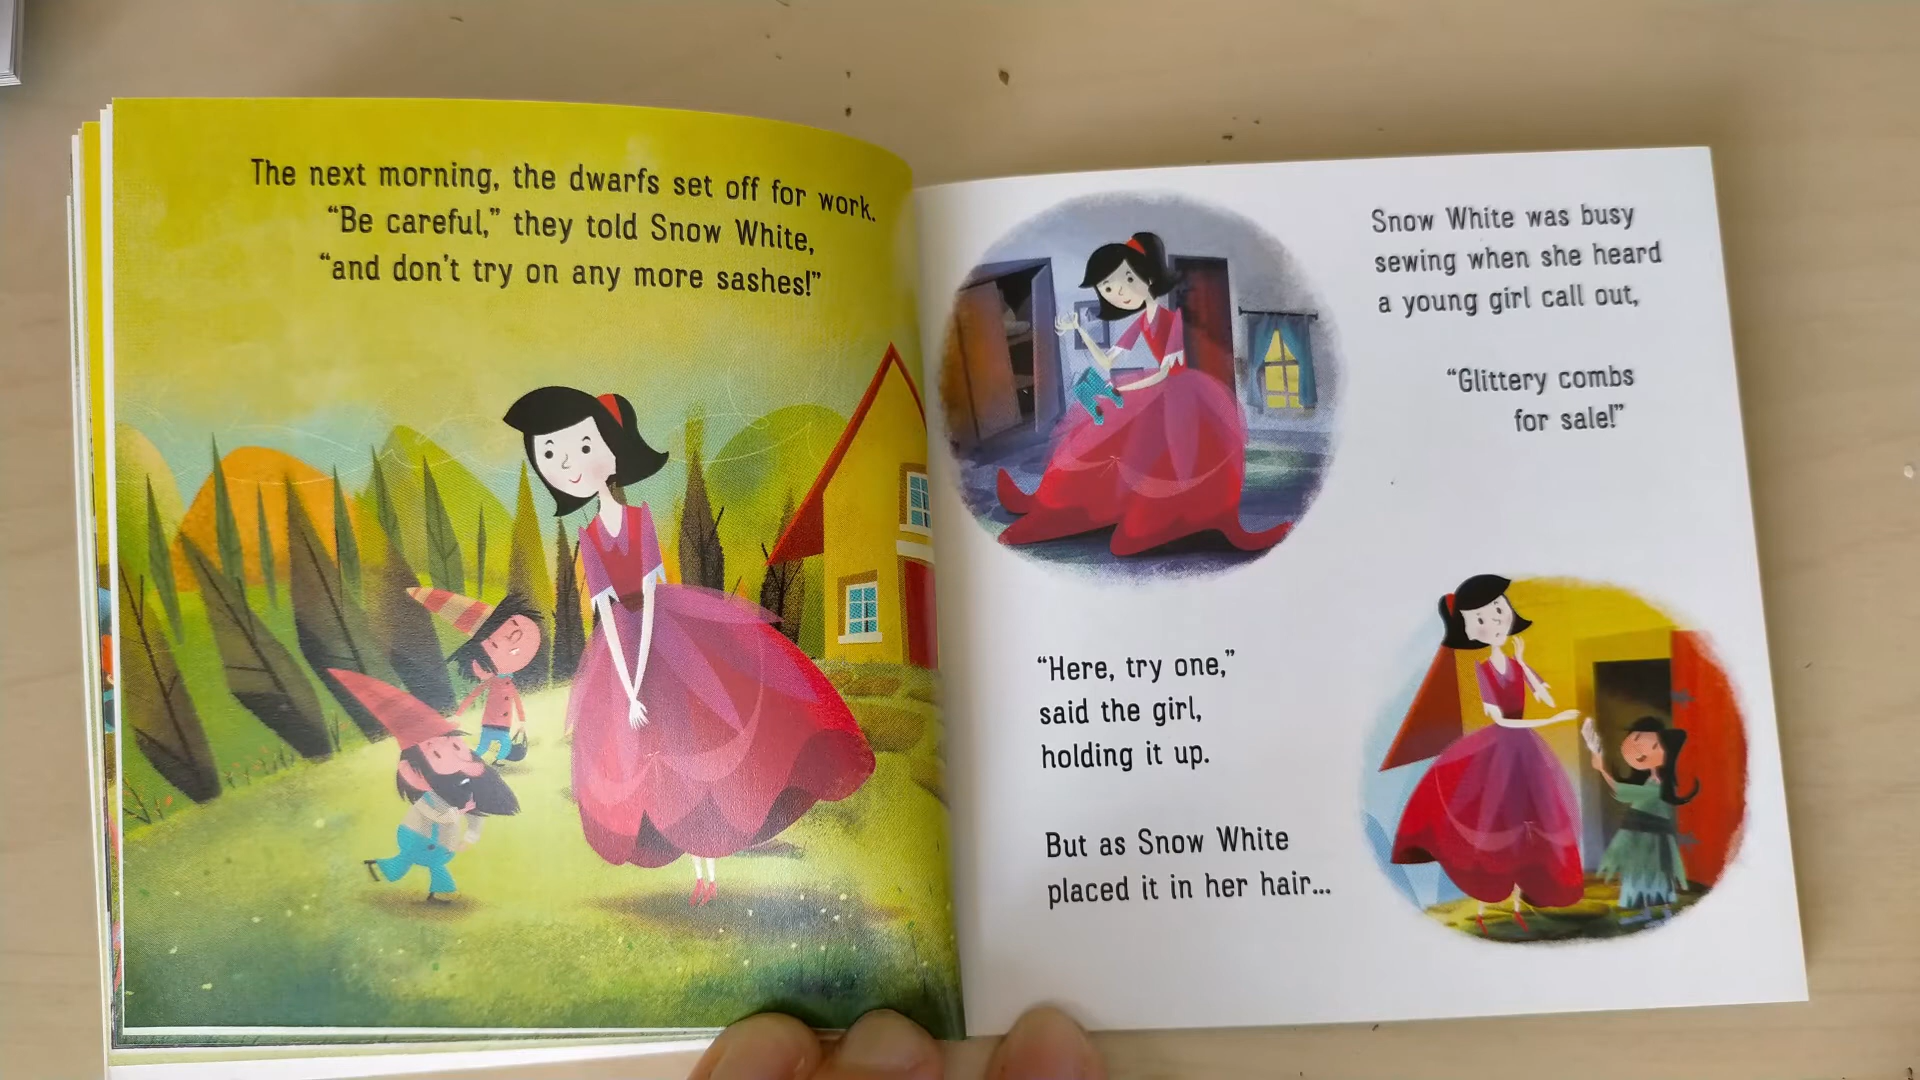 The next morning, the dwarfs set off for work.
“Be careful,” they told Snow White,
“and don’t try on any more sashes!”
Snow White was busy
sewing when she heard
a young girl call out,
“Glittery combs
for sale!”
“Here, try one,”
said the girl,
holding it up.
But as Snow White
placed it in her hair...